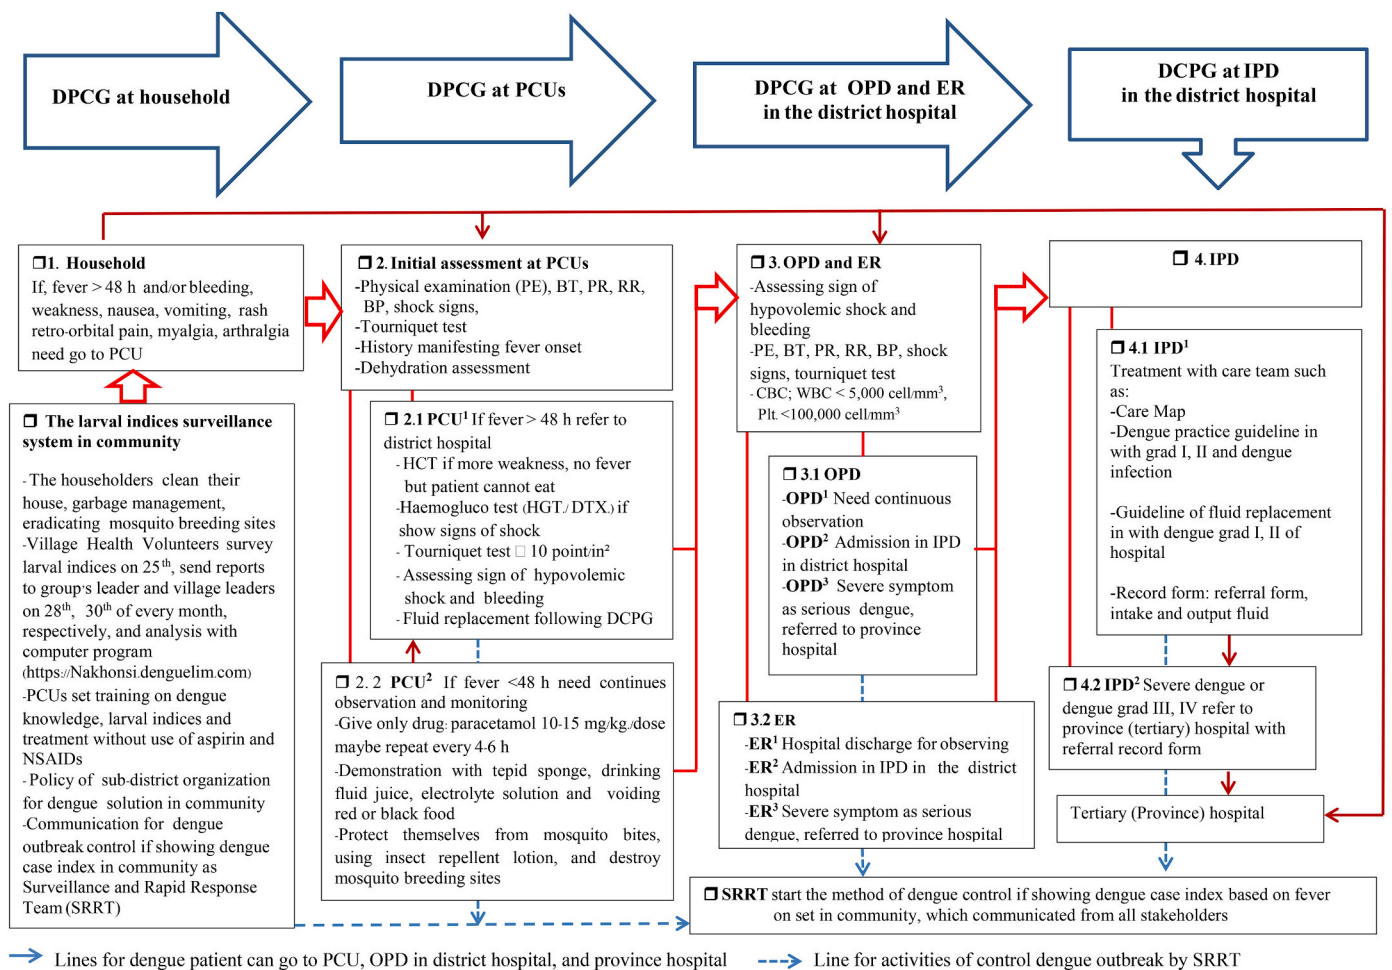 DPCG at household
DPCG at PCUs
DPCG at OPD and ER
in the district hospital
DCPG at IPD
in the district hospital
❒1. Household
If, fever > 48 h and/or bleeding,
weakness, nausea, vomiting, rash
retro-orbital pain, myalgia, arthralgia
need go to PCU
❒ The larval indices surveillance
system in community
- The householders clean their
house, garbage management,
eradicating mosquito breeding sites
-Village Health Volunteers survey
larval indices on 25th, send reports
to group's leader and village leaders
on 28th, 30th of every month,
respectively, and analysis with
computer program
(https://Nakhonsi.denguelim.com)
-PCUs set training on dengue
knowledge, larval indices and
treatment without use of aspirin and
NSAIDs
-Policy of sub-district organization
for dengue solution in community
-Communication for dengue
outbreak control if showing dengue
case index in community as
Surveillance and Rapid Response
Team (SRRT)
❒ 2. Initial assessment at PCUs
-Physical examination (PE), BT, PR, RR,
BP, shock signs,
-Tourniquet test
-History manifesting fever onset
-Dehydration assessment
❒ 2.1 PCU¹ If fever > 48 h refer to
district hospital
- HCT if more weakness, no fever
but patient cannot eat
-Haemogluco test (HGT./ DTX.) if
show signs of shock
- Tourniquet test □ 10 point/in²
- Assessing sign of hypovolemic
shock and bleeding
- Fluid replacement following DCPG
❒ 2. 2 PCU² If fever <48 h need continues
observation and monitoring
-Give only drug: paracetamol 10-15 mg/kg./dose
maybe repeat every 4-6 h
-Demonstration with tepid sponge, drinking
fluid juice, electrolyte solution and voiding
red or black food
-Protect themselves from mosquito bites,
using insect repellent lotion, and destroy
mosquito breeding sites
❒ 3. OPD and ER
-Assessing sign of
hypovolemic shock and
bleeding
-PE, BT, PR, RR, BP, shock
signs, tourniquet test
- CBC; WBC < 5,000 cell/mm³,
Plt. <100,000 cell/mm³
❒ 3.1 OPD
-OPD¹ Need continuous
observation
-OPD² Admission in IPD
in district hospital
-OPD³ Severe symptom
as serious dengue,
referred to province
hospital
❒ 3.2 ER
-ER¹ Hospital discharge for observing
-ER² Admission in IPD in the district
hospital
-ER³ Severe symptom as serious
dengue, referred to province hospital
❒ 4. IPD
❒ 4.1 IPD¹
Treatment with care team such
as:
-Care Map
-Dengue practice guideline in
with grad I, II and dengue
infection
-Guideline of fluid replacement
in with dengue grad I, II of
hospital
-Record form: referral form,
intake and output fluid
❒ 4.2 IPD² Severe dengue or
dengue grad III, IV refer to
province (tertiary) hospital with
referral record form
Tertiary (Province) hospital
❒ SRRT start the method of dengue control if showing dengue case index based on fever
on set in community, which communicated from all stakeholders
Lines for dengue patient can go to PCU, OPD in district hospital, and province hospital
Line for activities of control dengue outbreak by SRRT